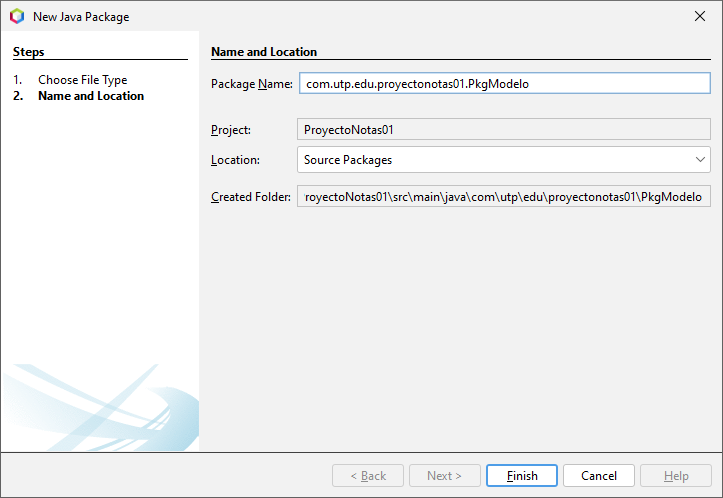 New Java Package
Steps
1. Choose File Type
2. Name and Location
Name and Location
Package Name: com.utp.edu.proyectonotas01.PkgModelo
Project: ProyectoNotas01
Location: Source Packages
Created Folder: royectoNotas01\src\main\java\com\utp\edu\proyectonotas01\PkgModelo
< Back Next > Finish Cancel Help